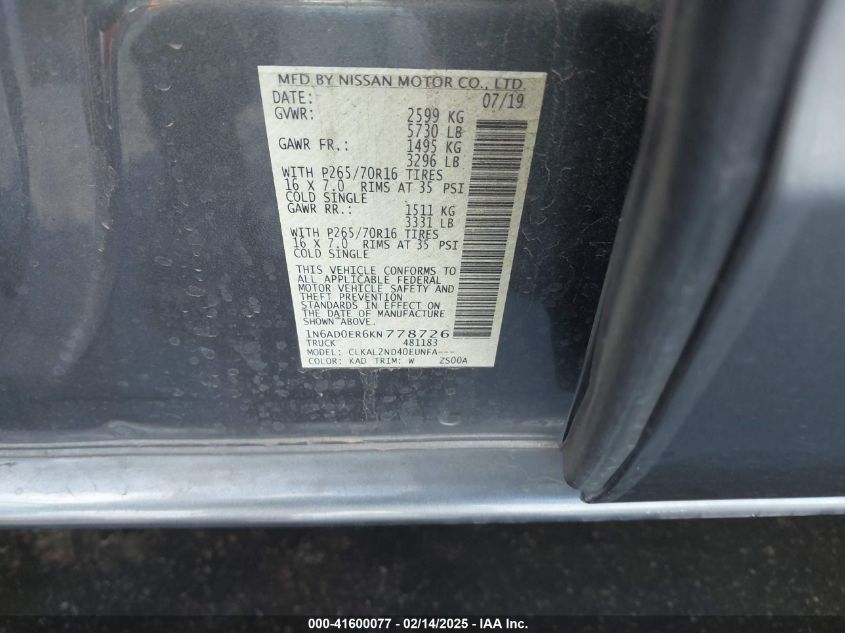 MFD BY NISSAN MOTOR CO., LTD.
DATE: 07/19
GVWR: 2599 KG
5730 LB
GAWR FR.: 1495 KG
3296 LB
WITH P265/70R16 TIRES
16 X 7.0 RIMS AT 35 PSI
COLD SINGLE
GAWR RR.: 1511 KG
3331 LB
WITH P265/70R16 TIRES
16 X 7.0 RIMS AT 35 PSI
COLD SINGLE
THIS VEHICLE CONFORMS TO
ALL APPLICABLE FEDERAL
MOTOR VEHICLE SAFETY AND
THEFT PREVENTION
STANDARDS IN EFFECT ON
DATE OF MANUFACTURE
SHOWN ABOVE.
1N6AD0ER6KN778726
TRUCK 481183
MODEL: CLKAL2ND40EUNFA---
COLOR: KAD TRIM: W ZS00A
000-41600077 - 02/14/2025 - IAA Inc.